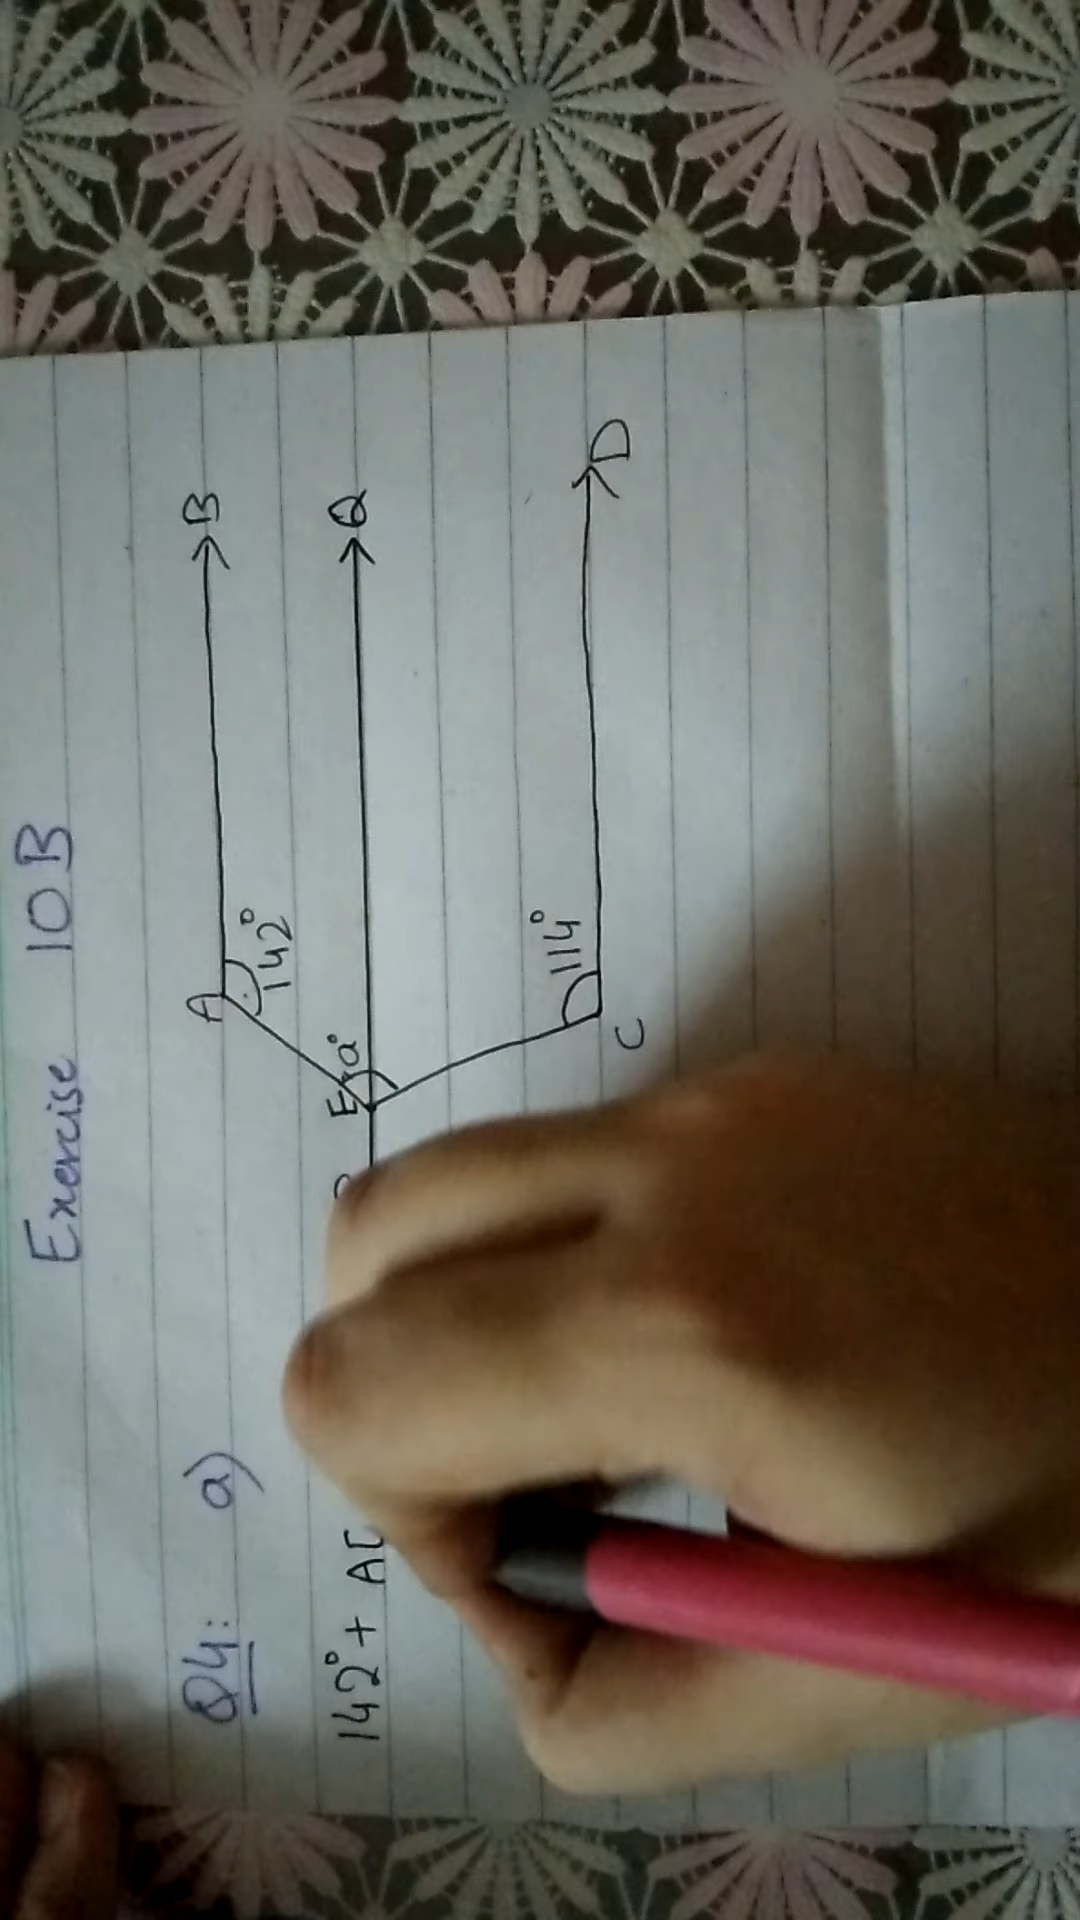 Exercise 10B
Q4: a)
A B
142°
E a° Q
114°
C D
142° + A